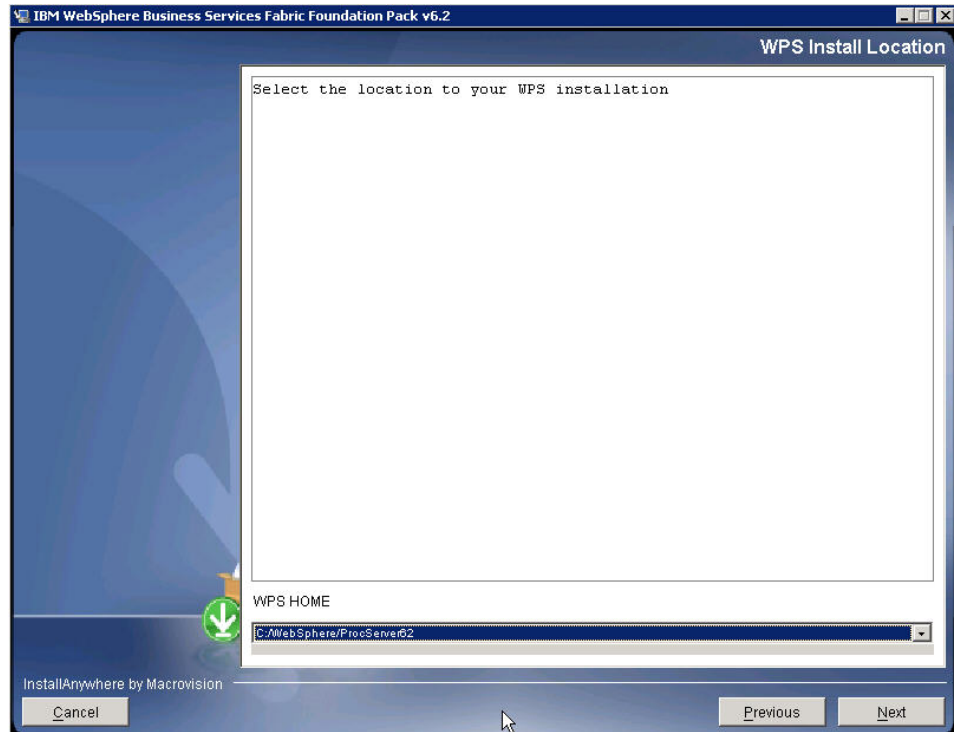 IBM WebSphere Business Services Fabric Foundation Pack v6.2
WPS Install Location
Select the location to your WPS installation
WPS HOME
C:/WebSphere/ProcServer62
InstallAnywhere by Macrovision
Cancel
Previous
Next